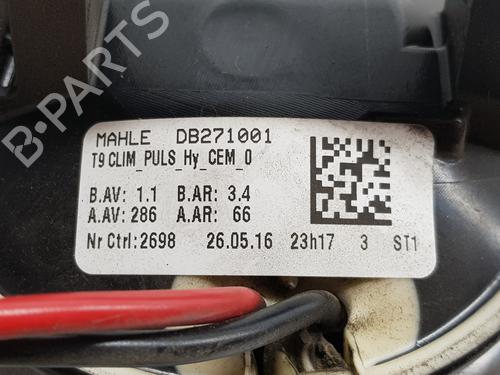 MAHLE DB271001
T9 CLIM_PULS_Hy_CEM_0
B.AV: 1.1 B.AR: 3.4
A.AV: 286 A.AR: 66
Nr Ctrl: 2698 26.05.16 23h17 3 ST1
B-PARTS